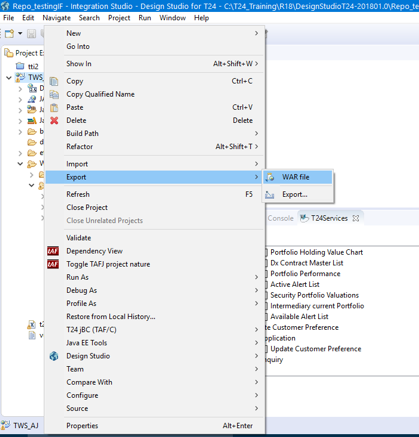 Repo_testingIF - Integration Studio - Design Studio for T24 - C:\T24_Training\R18\DesignStudioT24-201801.0\Repo_testing
File Edit Navigate Search Project Run Window Help
Project E
tti2
TWS_
New
Go Into
Show In Alt+Shift+W
Copy Ctrl+C
Copy Qualified Name
Paste Ctrl+V
Delete Delete
Build Path
Refactor Alt+Shift+T
Import
Export
WAR file
Export...
Refresh F5
Close Project
Close Unrelated Projects
Validate
Dependency View
Toggle TAFJ project nature
Run As
Debug As
Profile As
Restore from Local History...
T24 jBC (TAF/C)
Java EE Tools
Design Studio
Team
Compare With
Configure
Source
Properties Alt+Enter
Console T24Services
Portfolio Holding Value Chart
Dx Contract Master List
Portfolio Performance
Active Alert List
Security Portfolio Valuations
Intermediary current Portfolio
Available Alert List
te Customer Preference
pplication
Update Customer Preference
nquiry
TWS_AJ